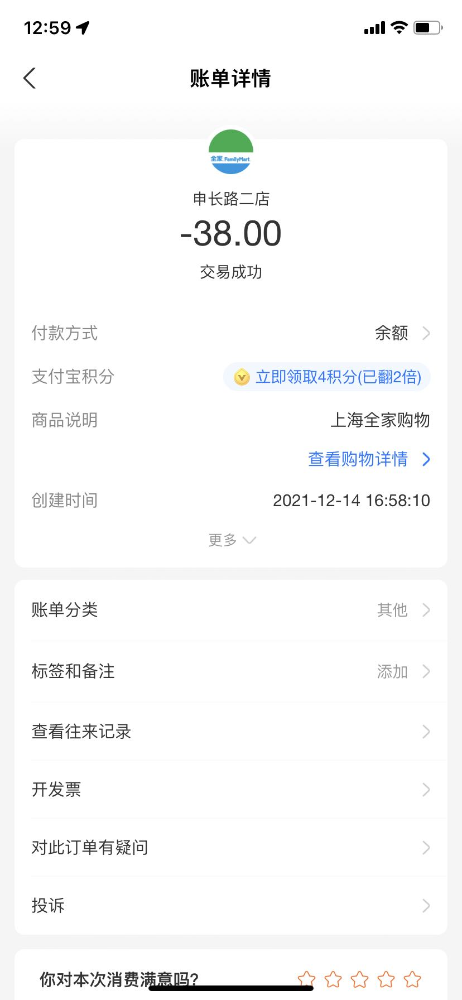 12:59
账单详情
全家 FamilyMart
申长路二店
-38.00
交易成功
付款方式 余额
支付宝积分 立即领取4积分(已翻2倍)
商品说明 上海全家购物
查看购物详情
创建时间 2021-12-14 16:58:10
更多
账单分类 其他
标签和备注 添加
查看往来记录
开发票
对此订单有疑问
投诉
你对本次消费满意吗?